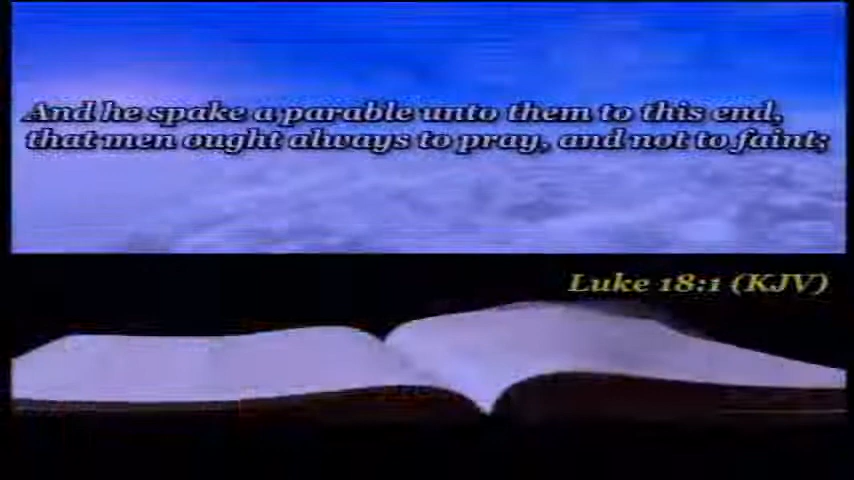 And he spake a parable unto them to this end,
that men ought always to pray, and not to faint;
Luke 18:1 (KJV)